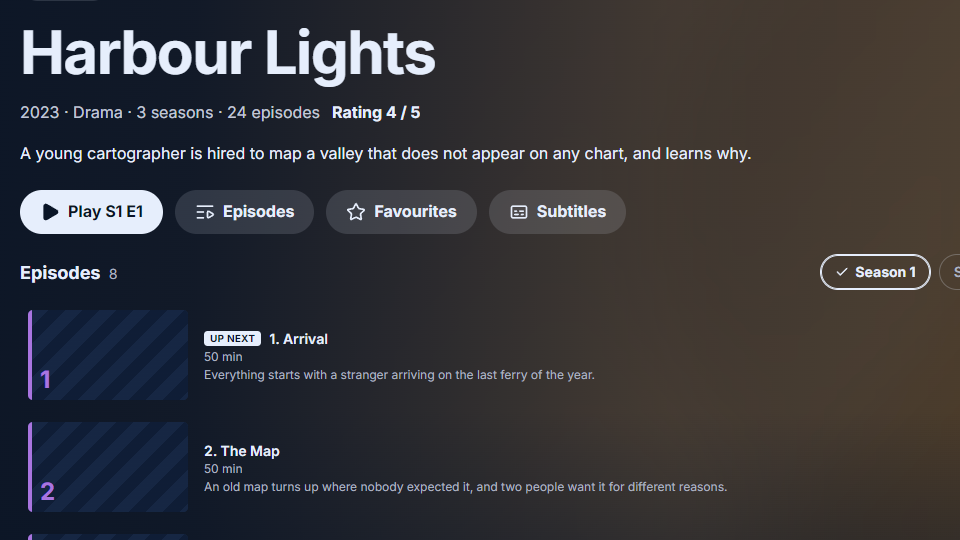 Harbour Lights
2023 · Drama · 3 seasons · 24 episodes Rating 4 / 5
A young cartographer is hired to map a valley that does not appear on any chart, and learns why.
Play S1 E1 Episodes Favourites Subtitles
Episodes 8
Season 1
1
UP NEXT 1. Arrival
50 min
Everything starts with a stranger arriving on the last ferry of the year.
2
2. The Map
50 min
An old map turns up where nobody expected it, and two people want it for different reasons.